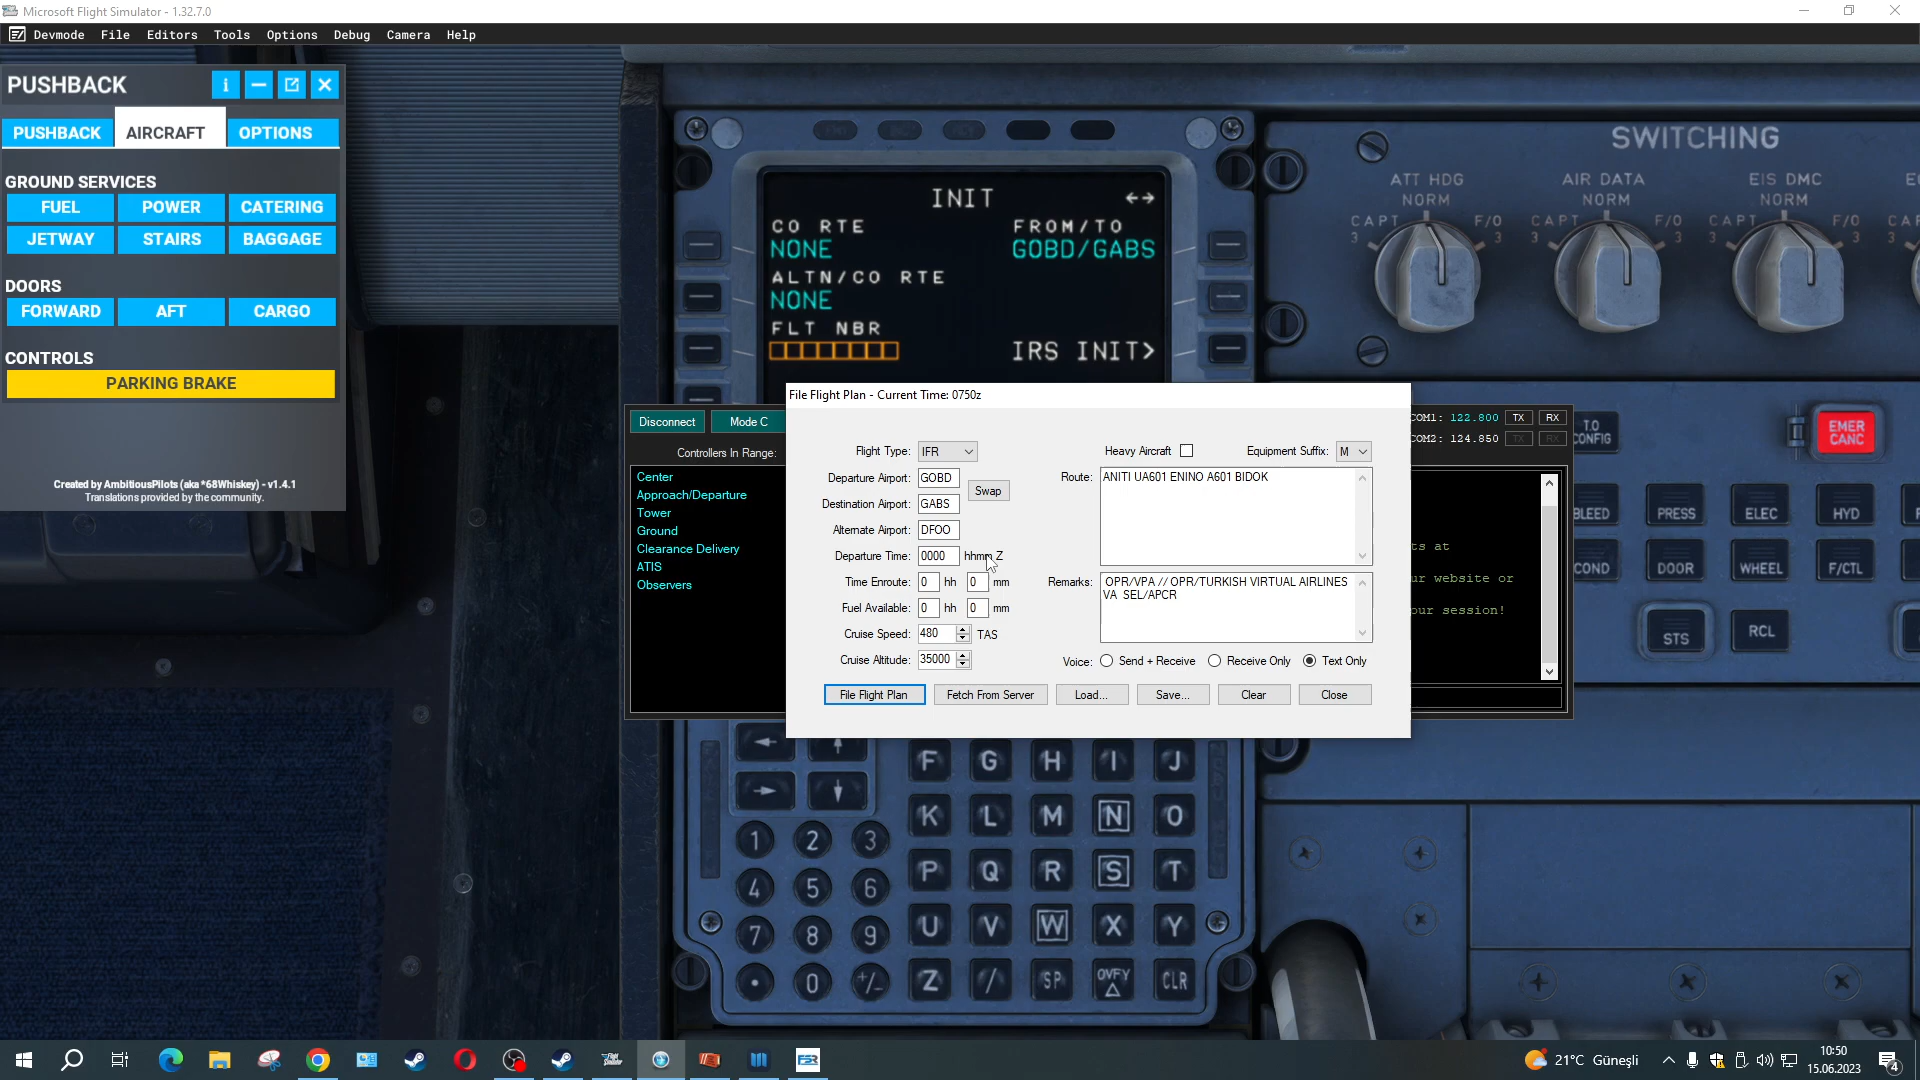 Microsoft Flight Simulator - 1.32.7.0
Devmode File Editors Tools Options Debug Camera Help
PUSHBACK
PUSHBACK AIRCRAFT OPTIONS
GROUND SERVICES
FUEL POWER CATERING
JETWAY STAIRS BAGGAGE
DOORS
FORWARD AFT CARGO
CONTROLS
PARKING BRAKE
Created by AmbitiousPilots (aka *68Whiskey) - v1.4.1
Translations provided by the community.
INIT ↔
CO RTE FROM/TO
NONE GOBD/GABS
ALTN/CO RTE
NONE
FLT NBR
IRS INIT>
SWITCHING
ATT HDG AIR DATA EIS DMC
NORM NORM NORM
CAPT F/O CAPT F/O CAPT F/O
3 3 3 3 3 3
Disconnect Mode C
Controllers In Range:
Center
Approach/Departure
Tower
Ground
Clearance Delivery
ATIS
Observers
File Flight Plan - Current Time: 0750z
Flight Type: IFR Heavy Aircraft Equipment Suffix: M
Departure Airport: GOBD
Swap
Destination Airport: GABS
Alternate Airport: DFOO
Departure Time: 0000 hhmm Z
Time Enroute: 0 hh 0 mm
Fuel Available: 0 hh 0 mm
Cruise Speed: 480 TAS
Cruise Altitude: 35000
Route: ANITI UA601 ENINO A601 BIDOK
Remarks: OPR/VPA // OPR/TURKISH VIRTUAL AIRLINES
VA SEL/APCR
Voice: Send + Receive Receive Only Text Only
File Flight Plan Fetch From Server Load... Save... Clear Close
COM1: 122.800 TX RX
COM2: 124.850 TX RX
ts at
ur website or
our session!
T.O
CONFIG
EMER
CANC
BLEED PRESS ELEC HYD
COND DOOR WHEEL F/CTL
STS RCL
F G H I J
K L M N O
P Q R S T
U V W X Y
Z / SP OVFY CLR
1 2 3
4 5 6
7 8 9
. 0 +/-
FSR
21°C Güneşli
10:50
15.06.2023
4